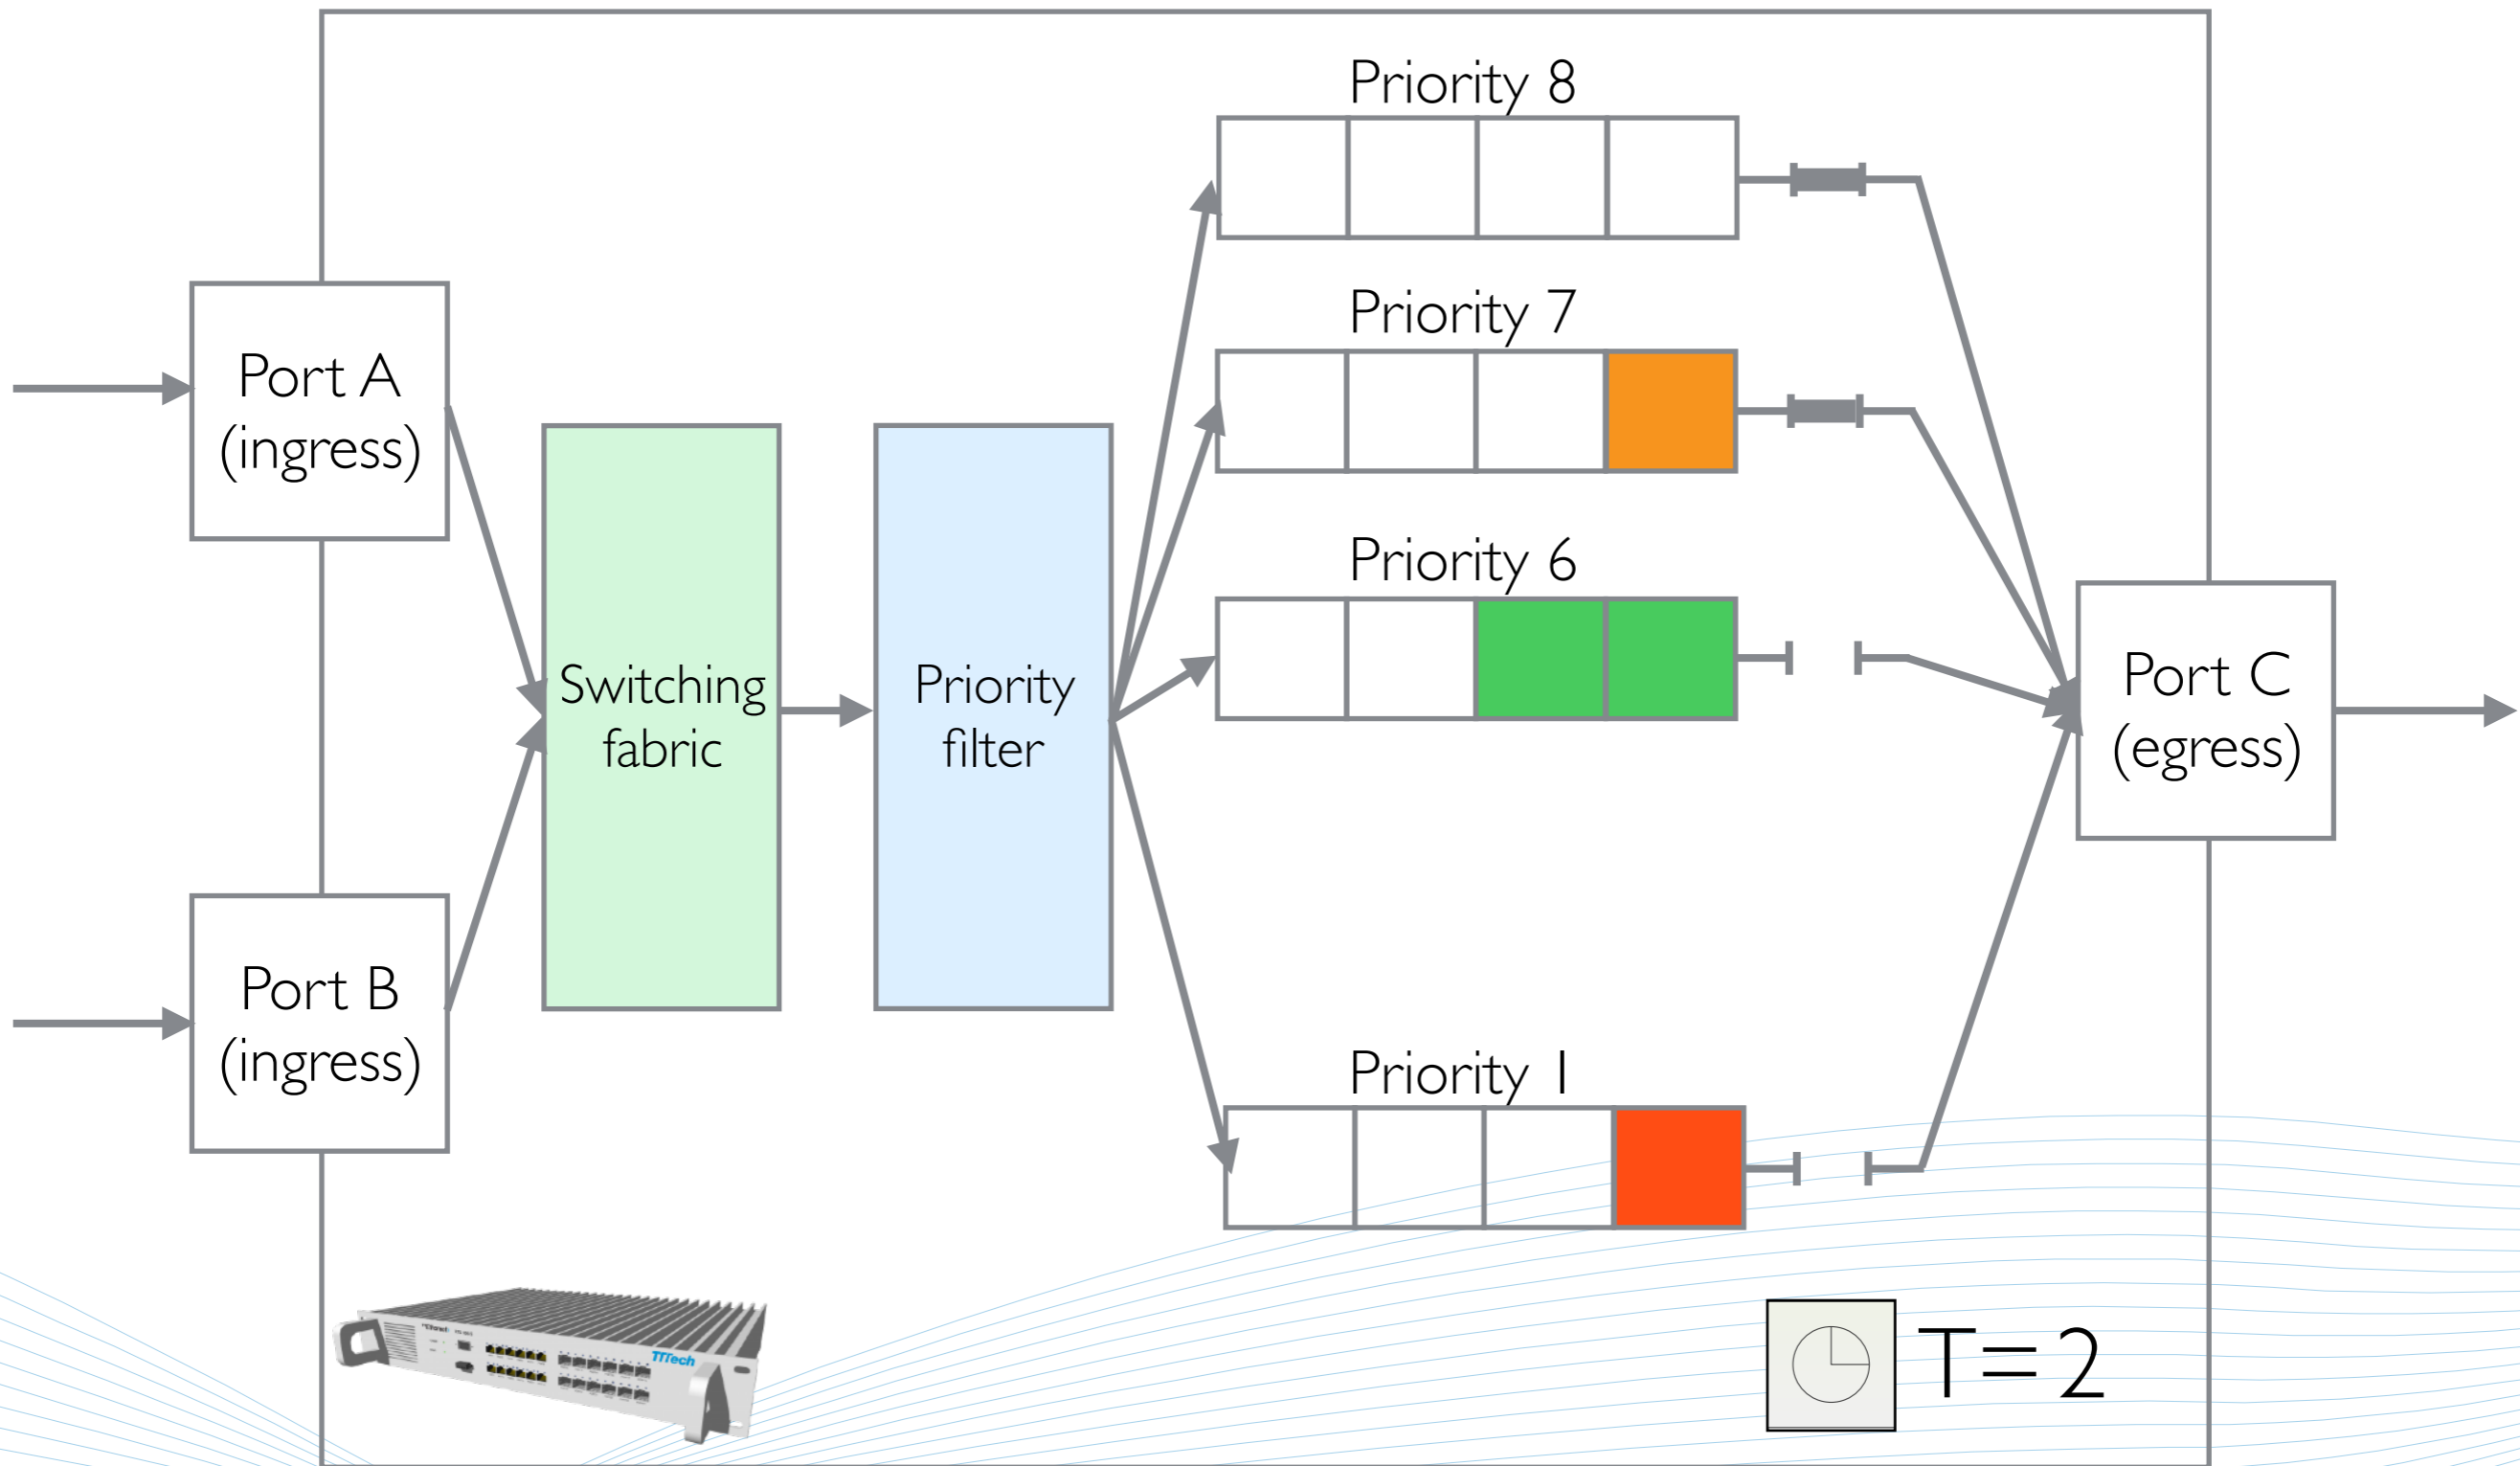 Priority 8
Priority 7
Port A
(ingress)
Priority 6
Switching
fabric
Priority
filter
Port C
(egress)
Port B
(ingress)
Priority 1
TTTech
T= 2